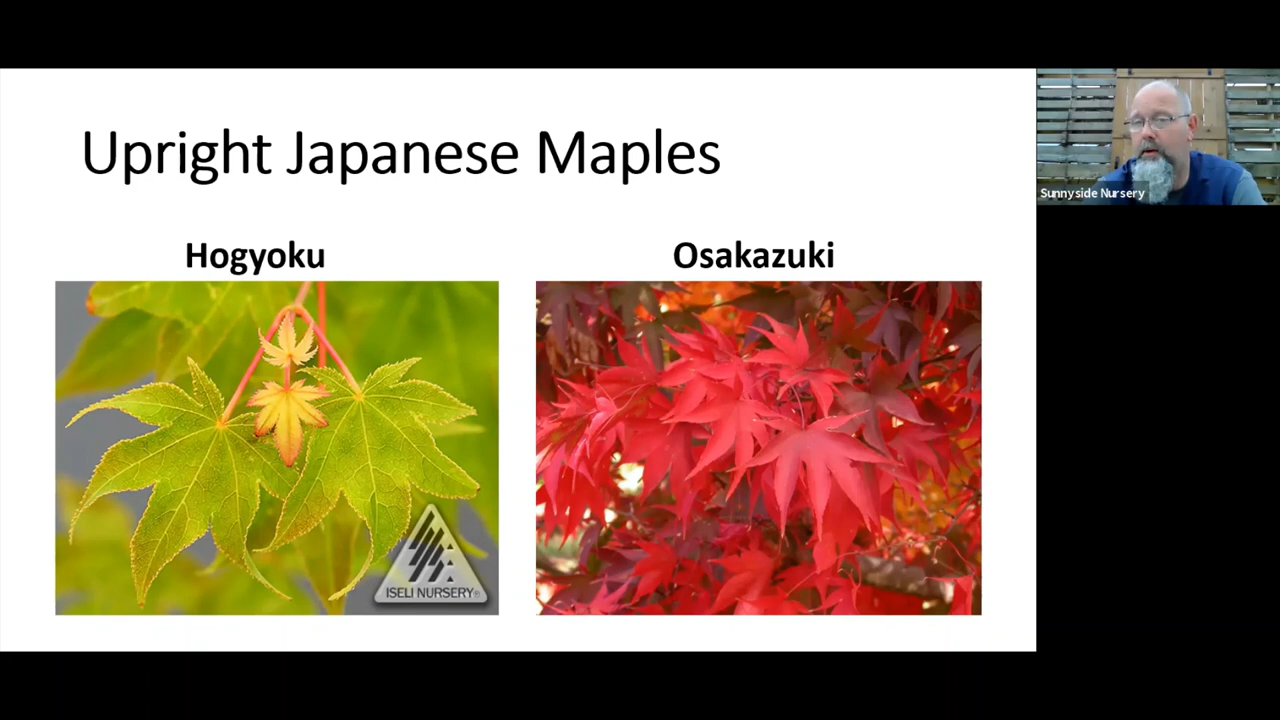 Upright Japanese Maples
Sunnyside Nursery
Hogyoku
Osakazuki
ISELI NURSERY®